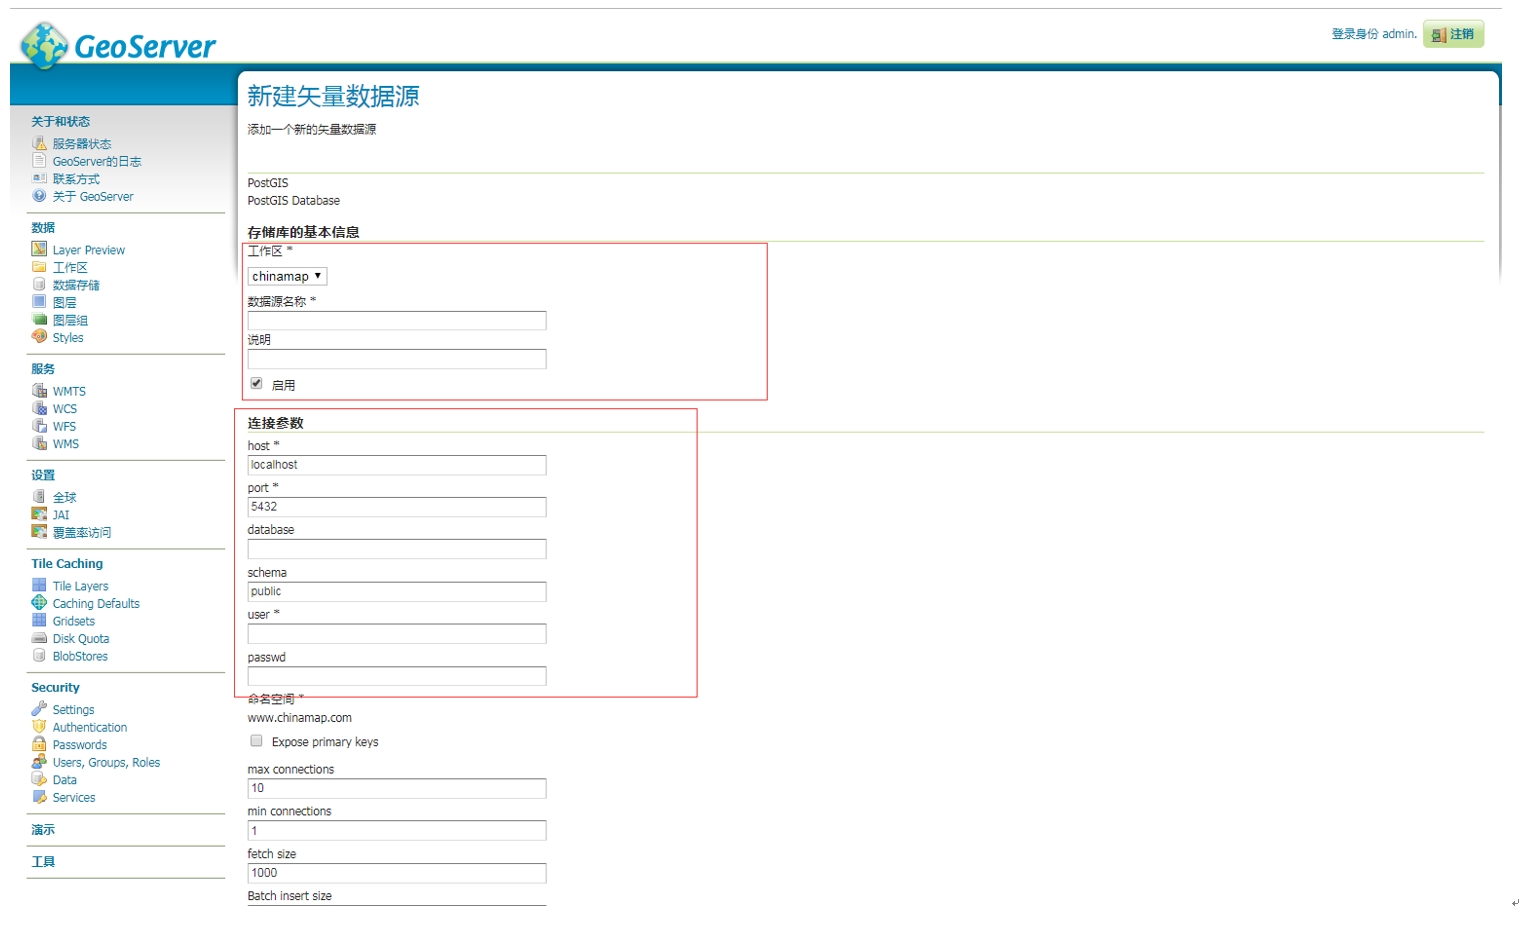 GeoServer
登录身份 admin.
注销
关于和状态
服务器状态
GeoServer的日志
联系方式
关于 GeoServer
数据
Layer Preview
工作区
数据存储
图层
图层组
Styles
服务
WMTS
WCS
WFS
WMS
设置
全球
JAI
覆盖率访问
Tile Caching
Tile Layers
Caching Defaults
Gridsets
Disk Quota
BlobStores
Security
Settings
Authentication
Passwords
Users, Groups, Roles
Data
Services
演示
工具
新建矢量数据源
添加一个新的矢量数据源
PostGIS
PostGIS Database
存储库的基本信息
工作区 *
chinamap
数据源名称 *
说明
启用
连接参数
host *
localhost
port *
5432
database
schema
public
user *
passwd
命名空间 *
www.chinamap.com
Expose primary keys
max connections
10
min connections
1
fetch size
1000
Batch insert size